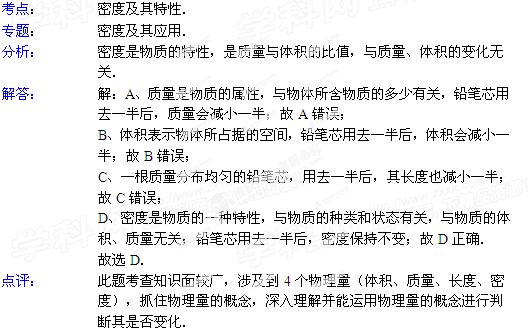 考点： 密度及其特性．
专题： 密度及其应用．
分析： 密度是物质的特性，是质量与体积的比值，与质量、体积的变化无
关．
解答： 解：A、质量是物质的属性，与物体所含物质的多少有关，铅笔芯用
去一半后，质量会减小一半；故 A 错误；
B、体积表示物体所占据的空间，铅笔芯用去一半后，体积会减小一
半；故 B 错误；
C、一根质量分布均匀的铅笔芯，用去一半后，其长度也减小一半；
故 C 错误；
D、密度是物质的一种特性，与物质的种类和状态有关，与物质的体
积、质量无关；铅笔芯用去一半后，密度保持不变；故 D 正确．
故选 D．
点评： 此题考查知识面较广，涉及到 4 个物理量（体积、质量、长度、密
度），抓住物理量的概念，深入理解并能运用物理量的概念进行判
断其是否变化．